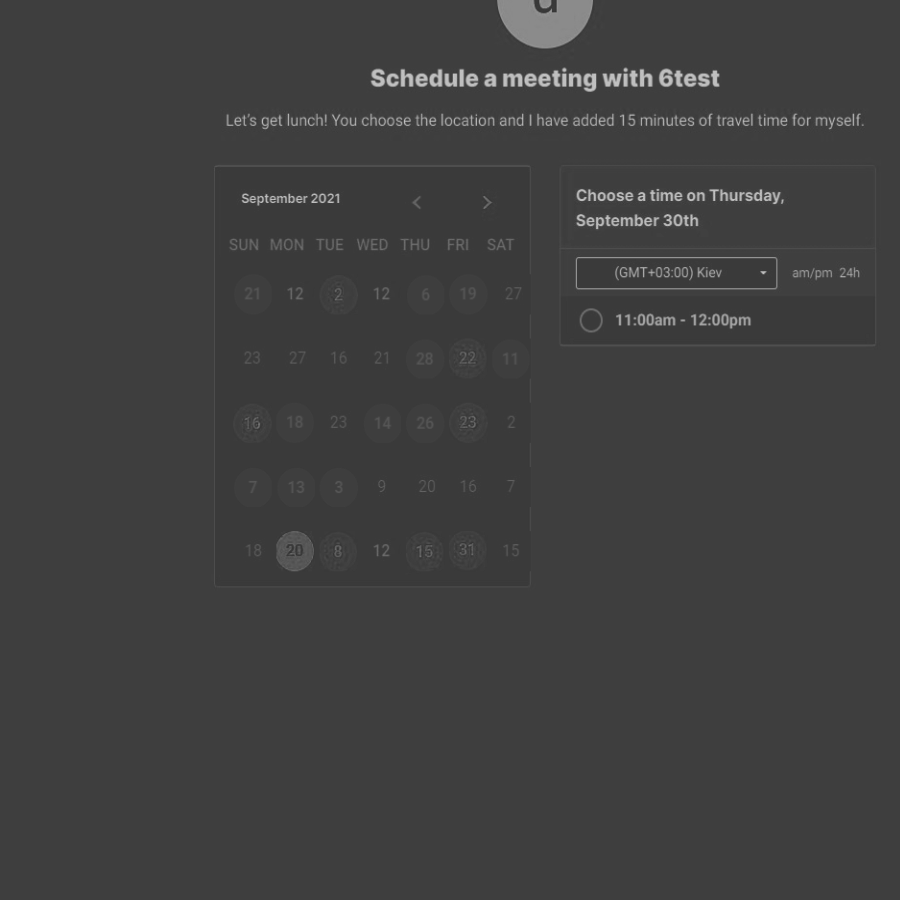 d
Schedule a meeting with 6test
Let's get lunch! You choose the location and I have added 15 minutes of travel time for myself.
September 2021
SUN MON TUE WED THU FRI SAT
21 12 2 12 6 19 27
23 27 16 21 28 22 11
16 18 23 14 26 23 2
7 13 3 9 20 16 7
18 20 8 12 15 31 15
Choose a time on Thursday,
September 30th
(GMT+03:00) Kiev am/pm 24h
11:00am - 12:00pm